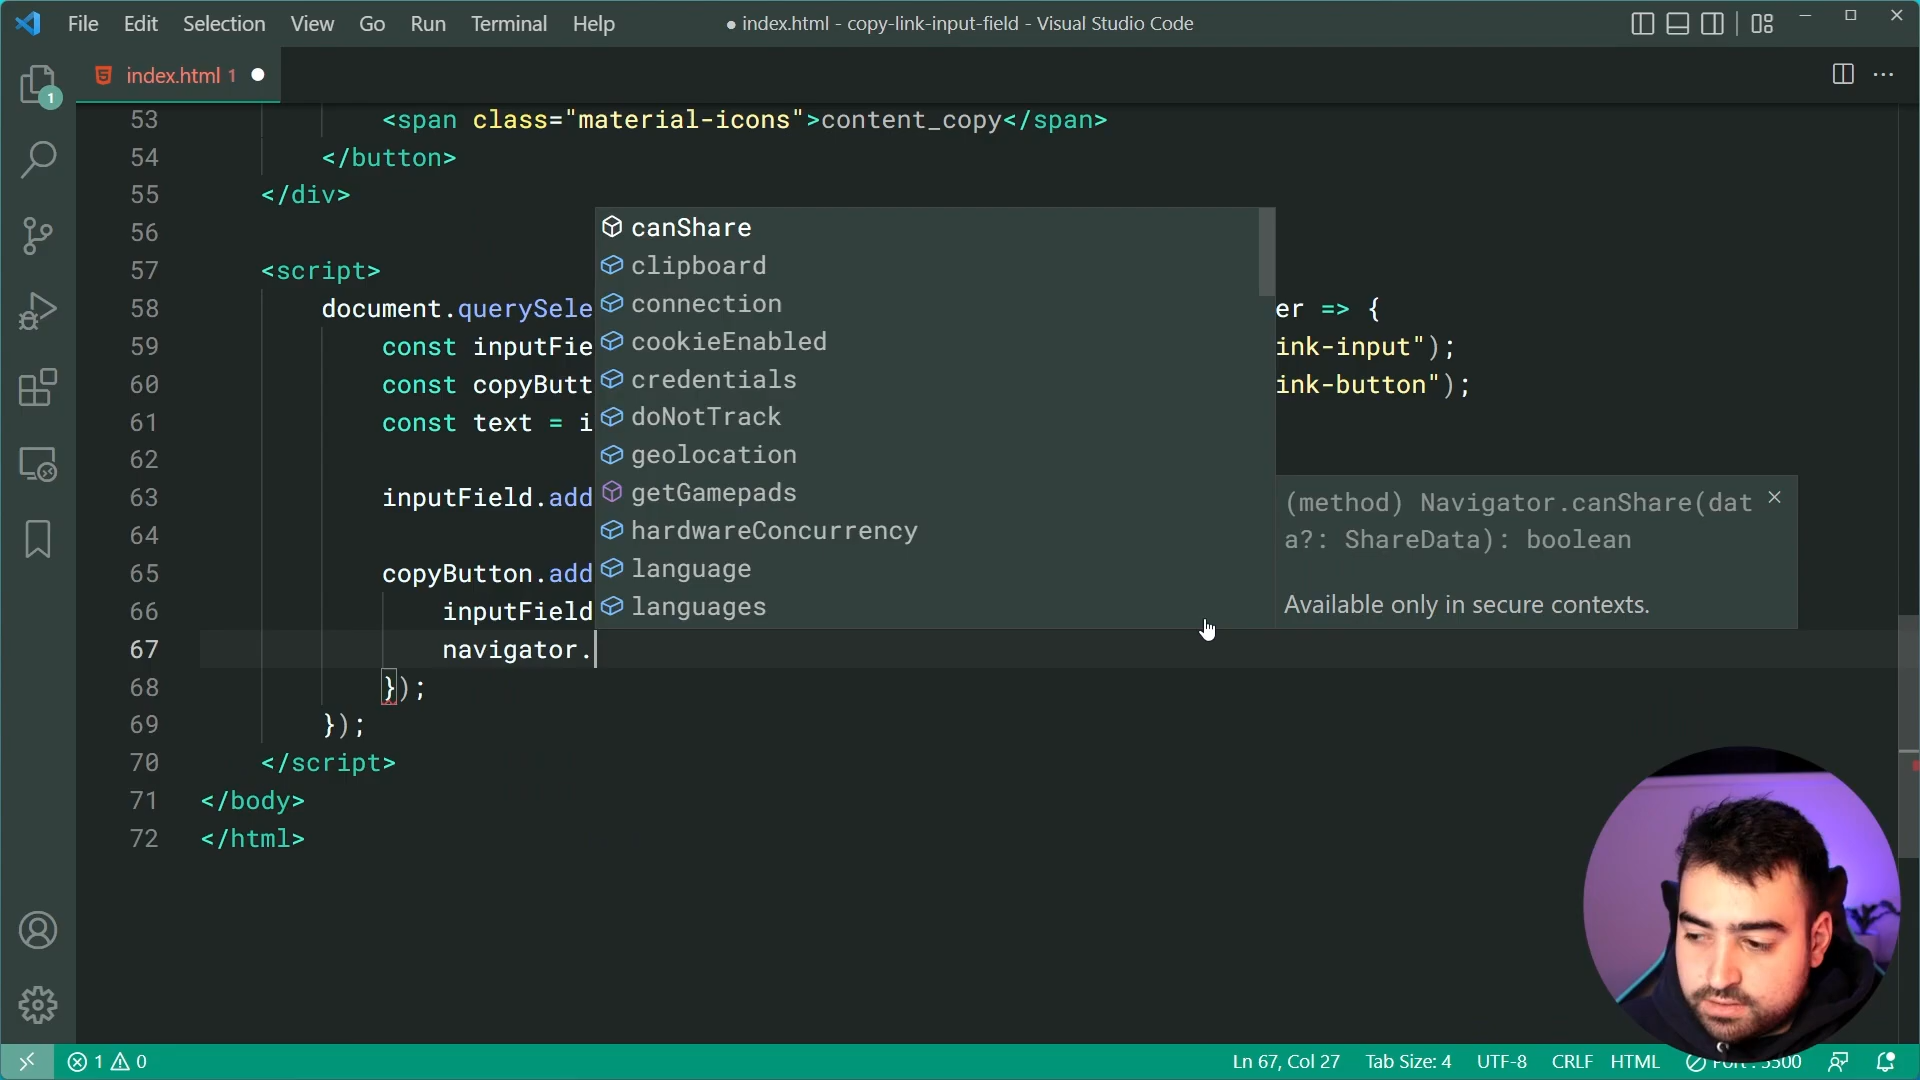 File Edit Selection View Go Run Terminal Help
● index.html - copy-link-input-field - Visual Studio Code
index.html 1
1
53 <span class="material-icons">content_copy</span>
54 </button>
55 </div>
56
57 <script>
58 document.querySele er => {
59 const inputFie ink-input");
60 const copyButt ink-button");
61 const text = i
62
63 inputField.add
64
65 copyButton.add
66 inputField
67 navigator.
68 });
69 });
70 </script>
71 </body>
72 </html>
canShare
clipboard
connection
cookieEnabled
credentials
doNotTrack
geolocation
getGamepads
hardwareConcurrency
language
languages
(method) Navigator.canShare(dat
a?: ShareData): boolean
Available only in secure contexts.
1 0
Ln 67, Col 27 Tab Size: 4 UTF-8 CRLF HTML